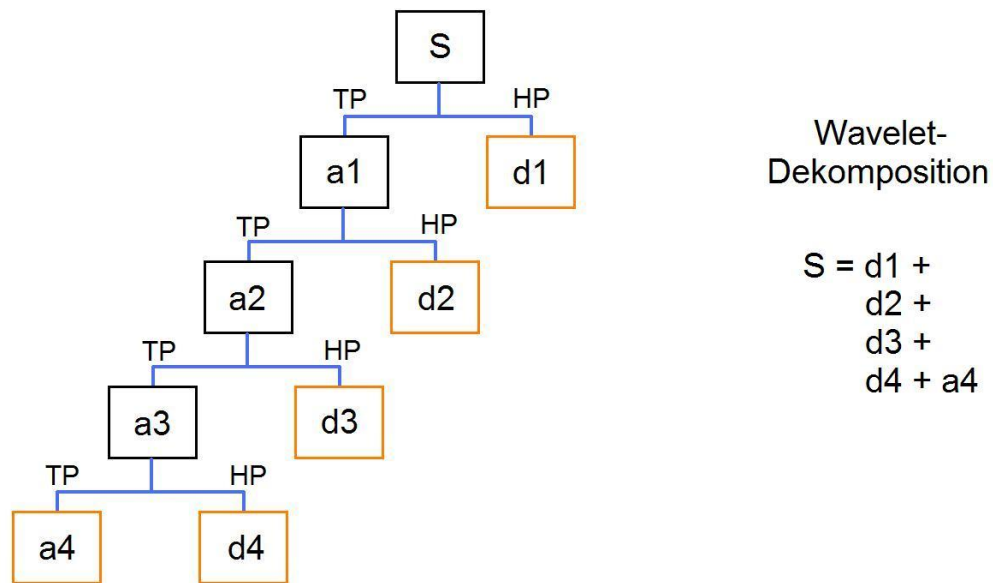 S
TP HP
a1 d1
TP HP
a2 d2
TP HP
a3 d3
TP HP
a4 d4
Wavelet-
Dekomposition
S = d1 +
d2 +
d3 +
d4 + a4